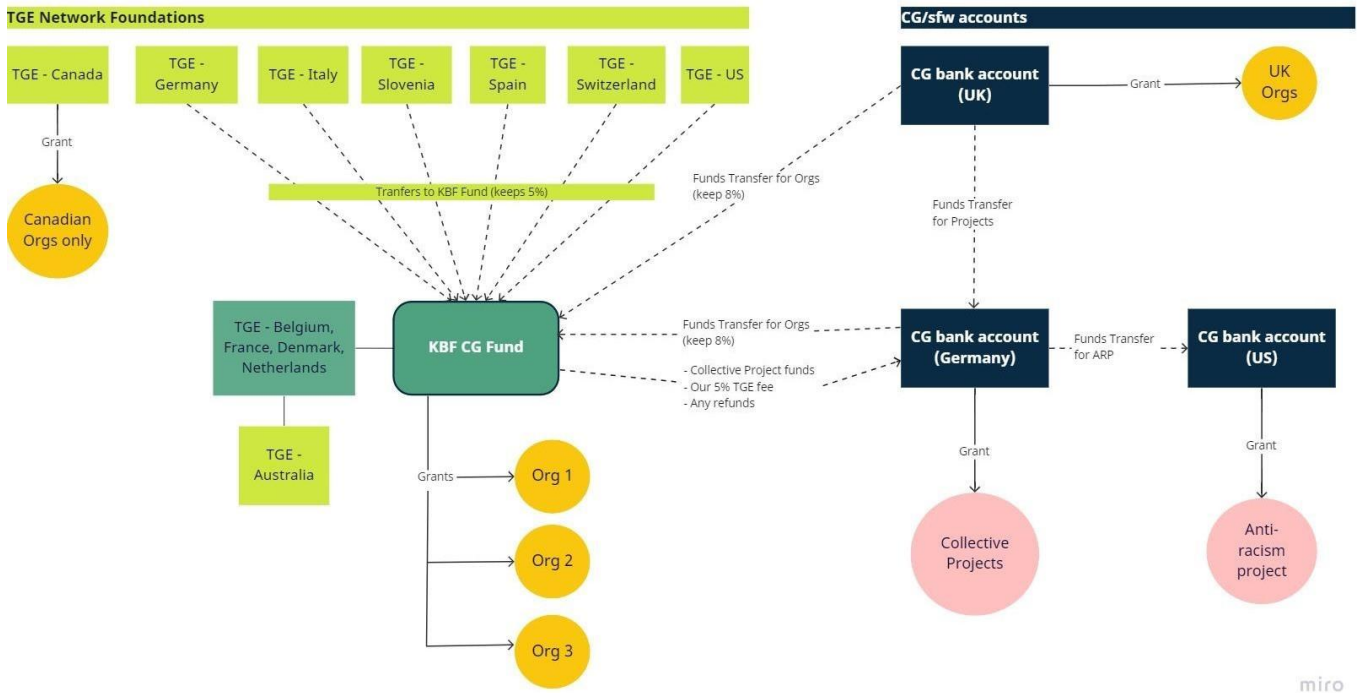 TGE Network Foundations
CG/sfw accounts
TGE - Canada
TGE -
Germany
TGE - Italy
TGE -
Slovenia
TGE -
Spain
TGE -
Switzerland
TGE - US
CG bank account
(UK)
Grant
UK
Orgs
Grant
Canadian
Orgs only
Tranfers to KBF Fund (keeps 5%)
Funds Transfer for Orgs
(keep 8%)
Funds Transfer
for Projects
TGE - Belgium,
France, Denmark,
Netherlands
KBF CG Fund
Funds Transfer for Orgs
(keep 8%)
- Collective Project funds
- Our 5% TGE fee
- Any refunds
CG bank account
(Germany)
Funds Transfer
for ARP
CG bank account
(US)
TGE -
Australia
Grants
Org 1
Org 2
Org 3
Grant
Collective
Projects
Grant
Anti-
racism
project
miro